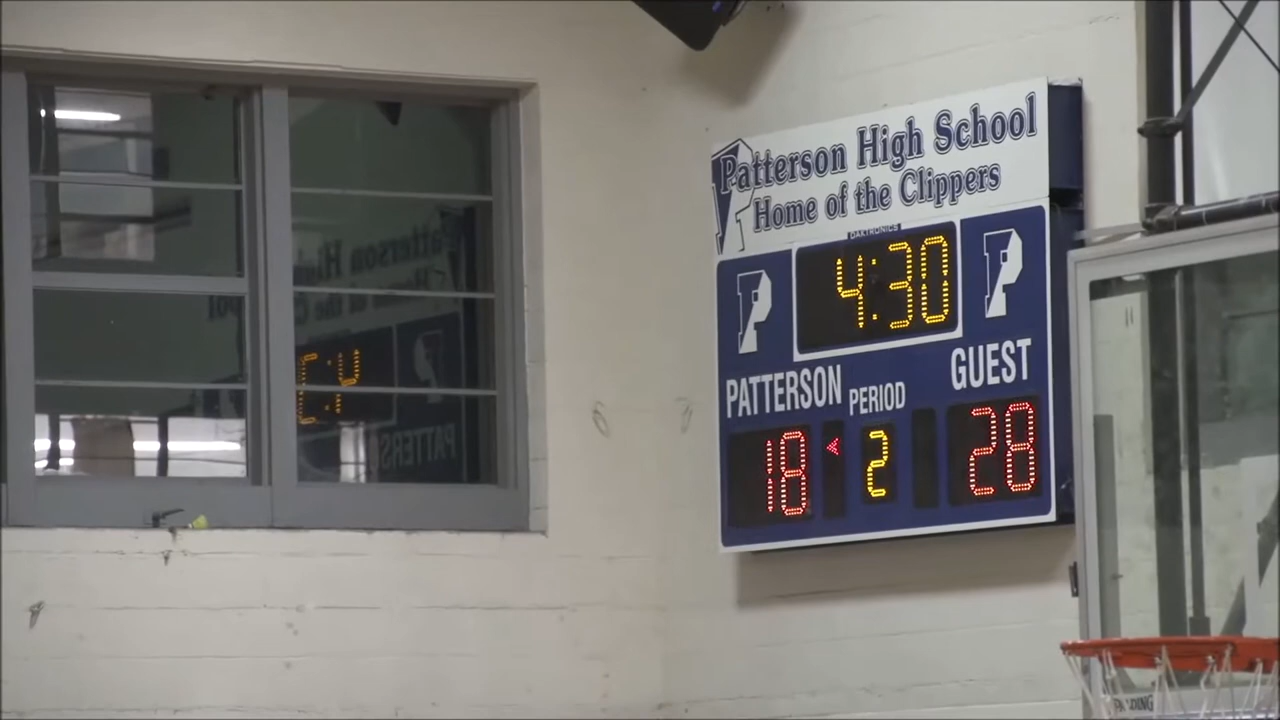 Patterson High School
Home of the Clippers
DAKTRONICS
P 4:30 P
PATTERSON PERIOD GUEST
18 2 28